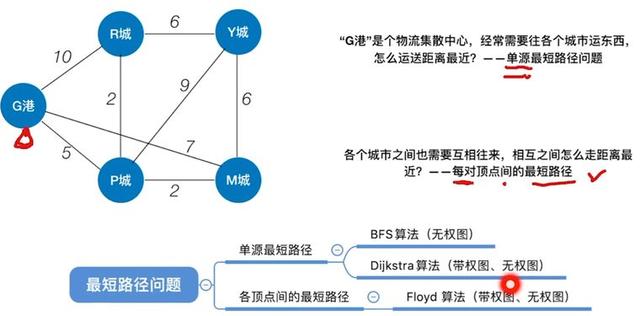 R城
6
Y城
10
G港
2
9
6
5
7
P城
2
M城
“G港”是个物流集散中心，经常需要往各个城市运东西，
怎么运送距离最近？——单源最短路径问题
各个城市之间也需要互相往来，相互之间怎么走距离最
近？——每对顶点间的最短路径
最短路径问题
单源最短路径
BFS 算法（无权图）
Dijkstra 算法（带权图、无权图）
各顶点间的最短路径
Floyd 算法（带权图、无权图）